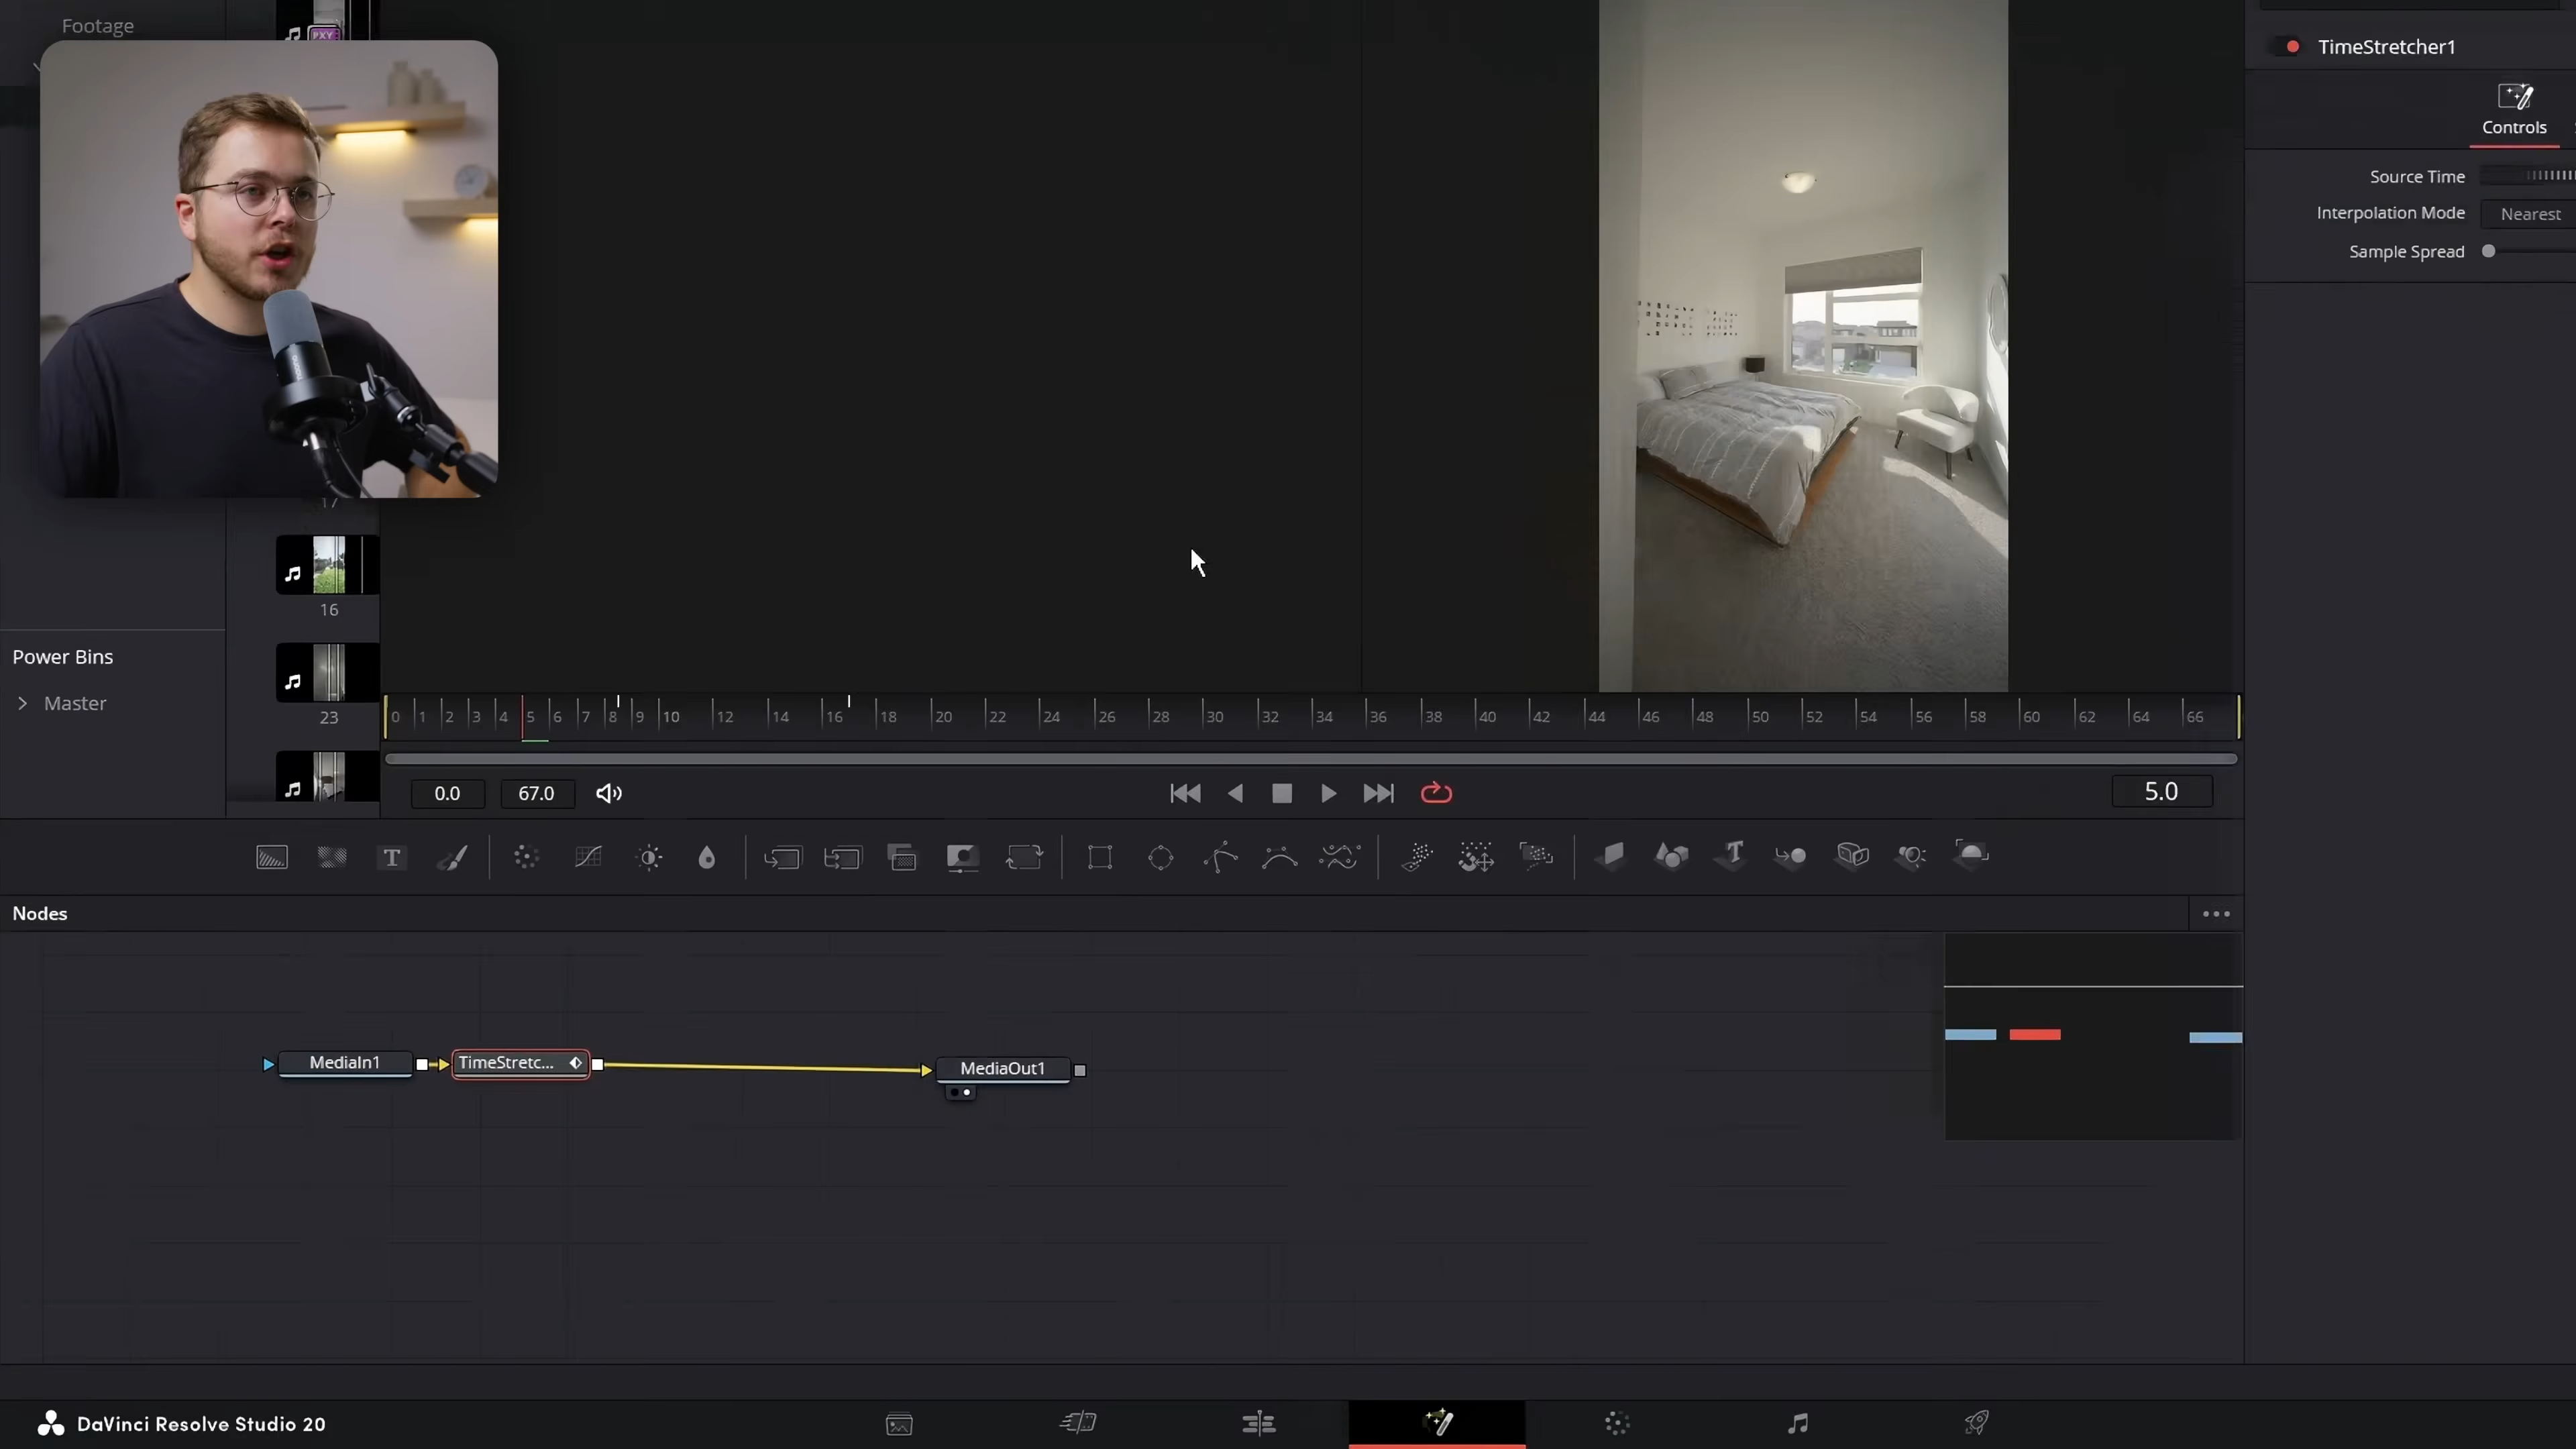 Footage
PXY
TimeStretcher1
Controls
Source Time
Interpolation Mode
Nearest
Sample Spread
17
16
Power Bins
Master
23
0 1 2 3 4 5 6 7 8 9 10 12 14 16 18 20 22 24 26 28 30 32 34 36 38 40 42 44 46 48 50 52 54 56 58 60 62 64 66
0.0
67.0
5.0
T
T
Nodes
MediaIn1
TimeStretc...
MediaOut1
DaVinci Resolve Studio 20